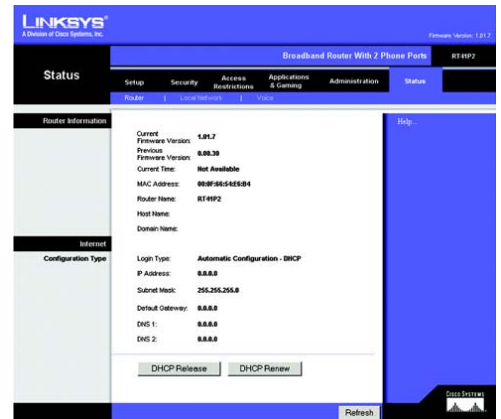 LINKSYS®
A Division of Cisco Systems, Inc.
Firmware Version: 1.01.7
Broadband Router With 2 Phone Ports RT41P2
Status
Setup Security Access Restrictions Applications & Gaming Administration Status
Router | Local Network | Voice
Router Information
Help...
Current Firmware Version: 1.01.7
Previous Firmware Version: 0.00.30
Current Time: Not Available
MAC Address: 00:0F:66:54:E6:B4
Router Name: RT41P2
Host Name:
Domain Name:
Internet
Configuration Type
Login Type: Automatic Configuration - DHCP
IP Address: 0.0.0.0
Subnet Mask: 255.255.255.0
Default Gateway: 0.0.0.0
DNS 1: 0.0.0.0
DNS 2: 0.0.0.0
DHCP Release DHCP Renew
Refresh
CISCO SYSTEMS